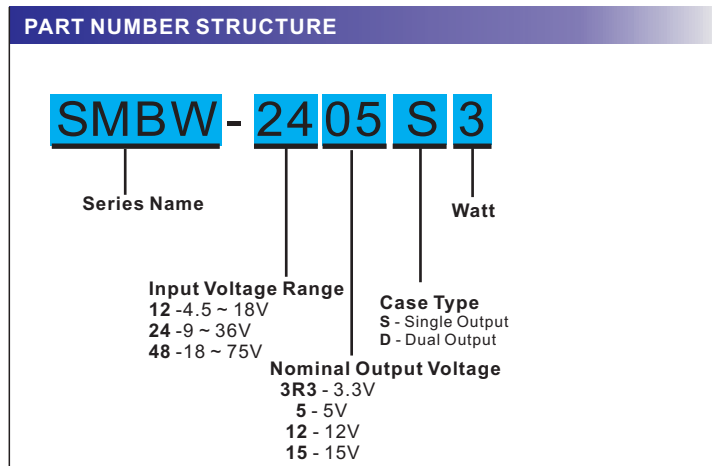 PART NUMBER STRUCTURE
SMBW - 24 05 S 3
Series Name
Watt
Input Voltage Range
12 -4.5 ~ 18V
24 -9 ~ 36V
48 -18 ~ 75V
Case Type
S - Single Output
D - Dual Output
Nominal Output Voltage
3R3 - 3.3V
5 - 5V
12 - 12V
15 - 15V